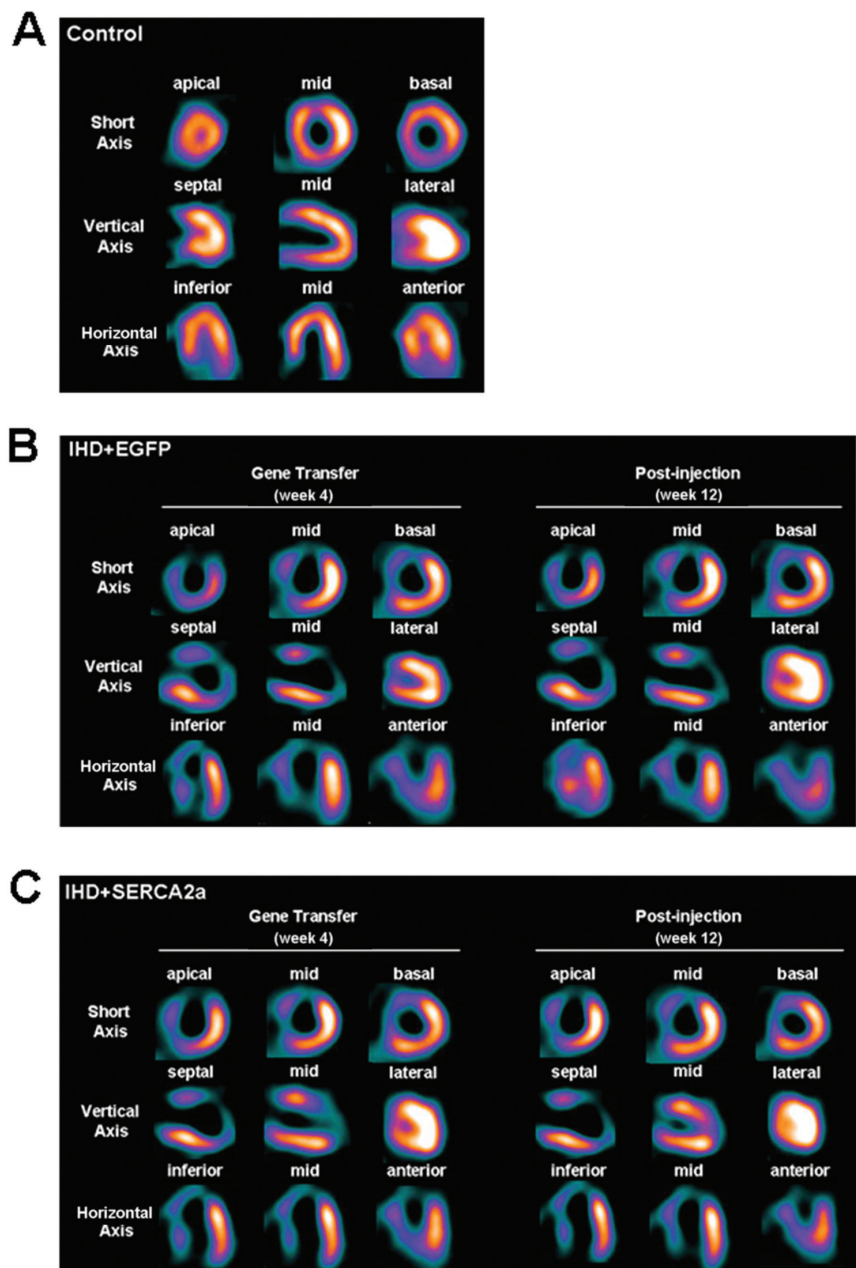 A
Control
apical mid basal
Short
Axis
septal mid lateral
Vertical
Axis
inferior mid anterior
Horizontal
Axis
B
IHD+EGFP
Gene Transfer Post-injection
(week 4) (week 12)
apical mid basal apical mid basal
Short
Axis
septal mid lateral septal mid lateral
Vertical
Axis
inferior mid anterior inferior mid anterior
Horizontal
Axis
C
IHD+SERCA2a
Gene Transfer Post-injection
(week 4) (week 12)
apical mid basal apical mid basal
Short
Axis
septal mid lateral septal mid lateral
Vertical
Axis
inferior mid anterior inferior mid anterior
Horizontal
Axis